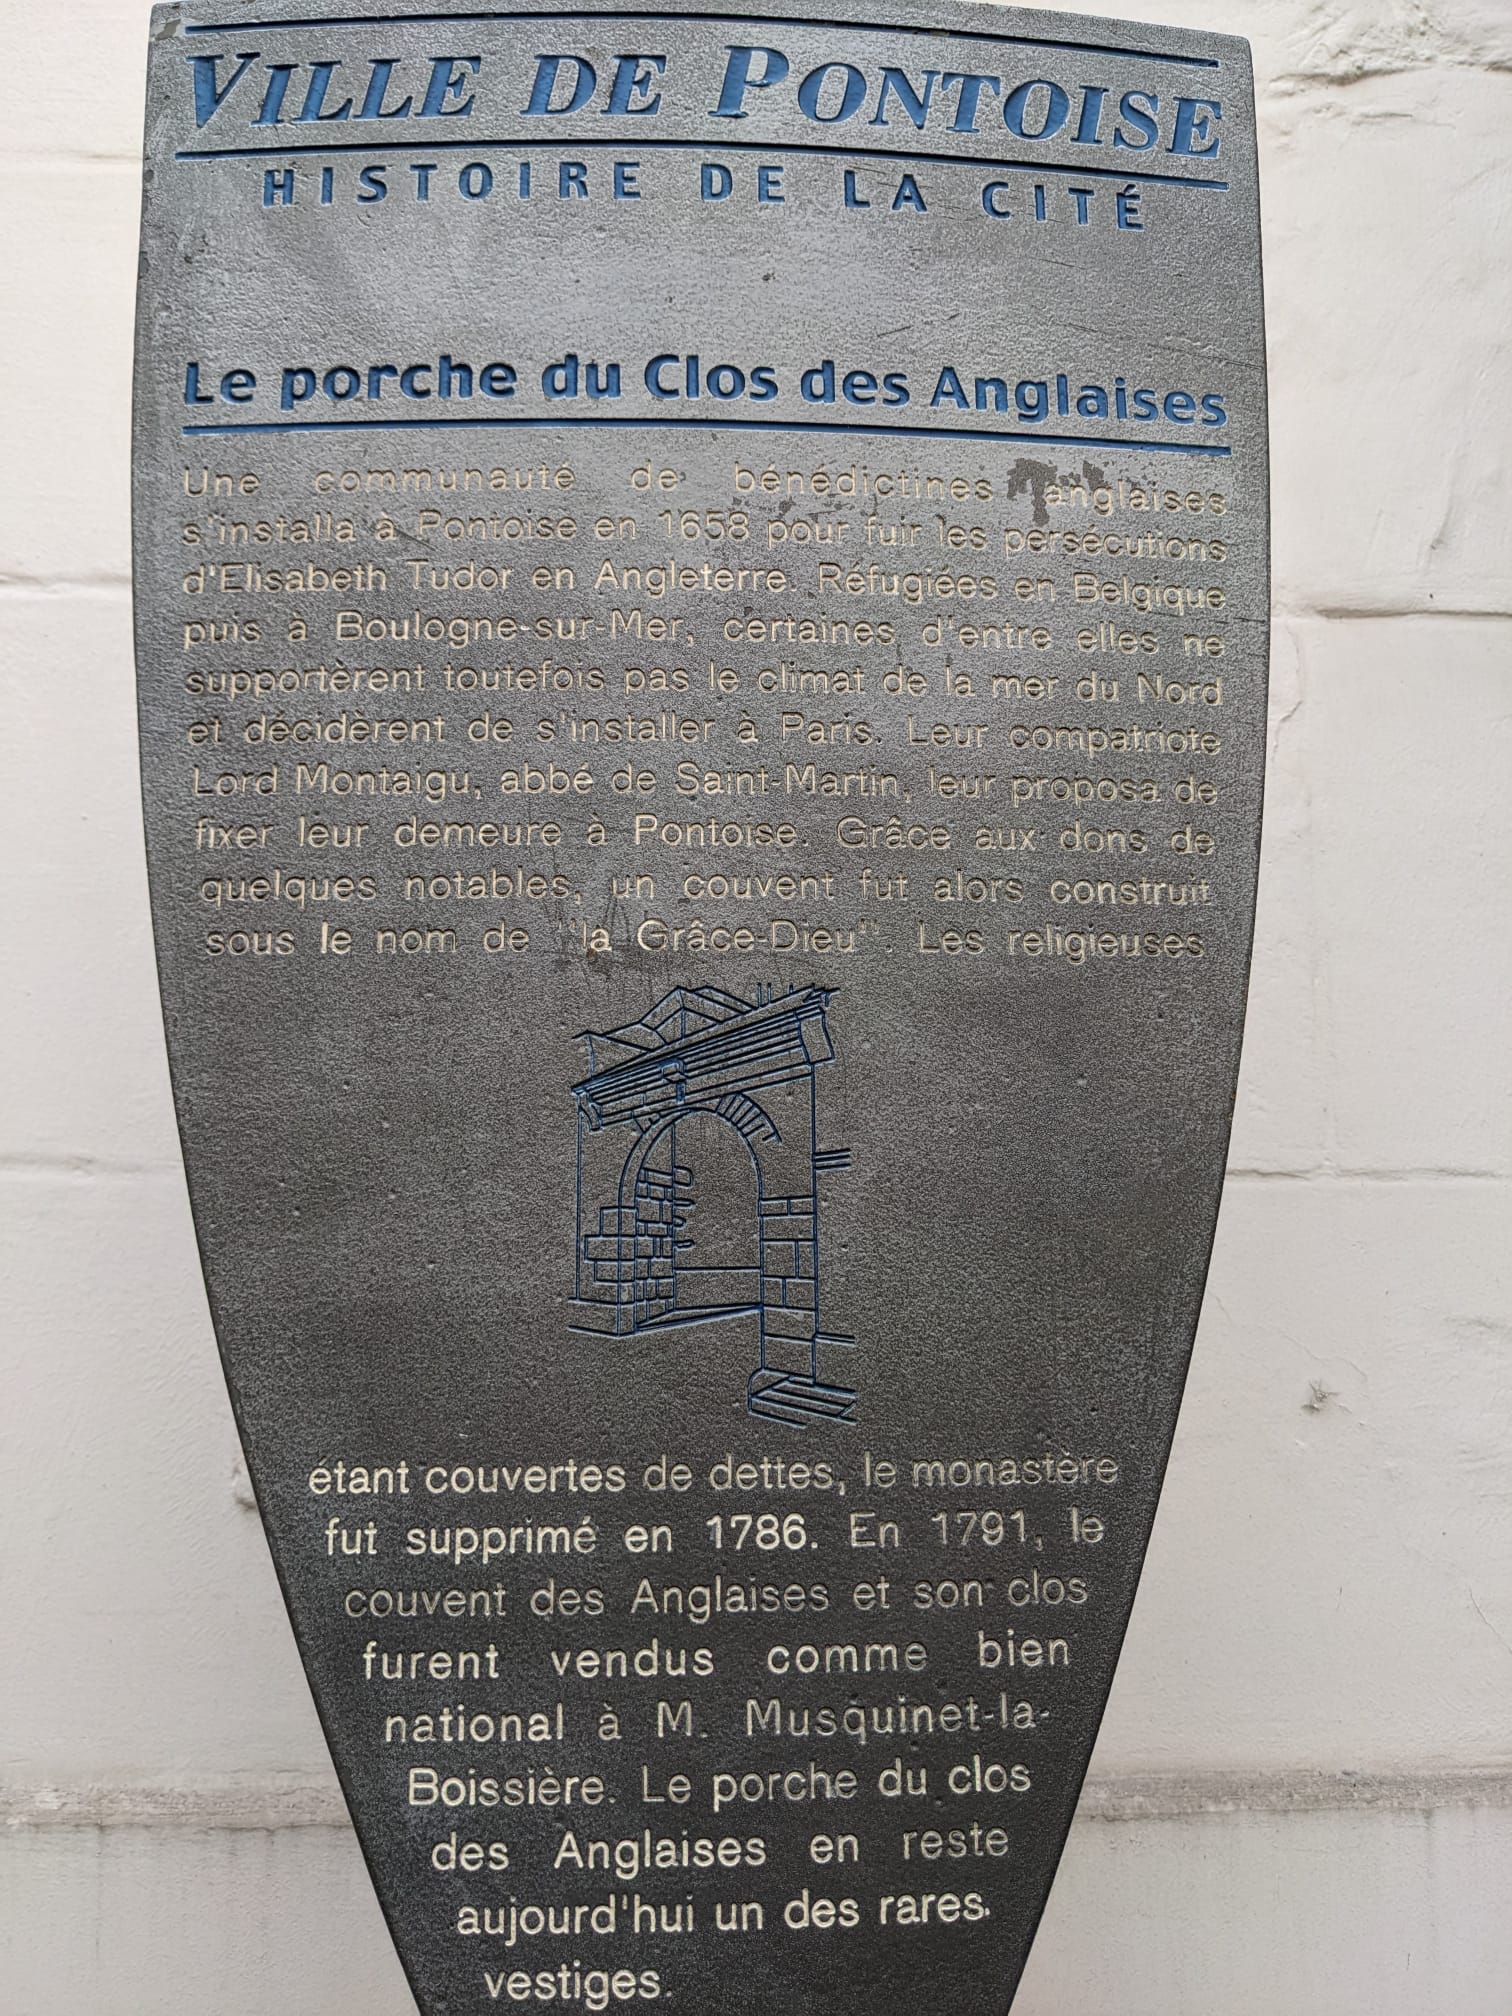 VILLE DE PONTOISE
HISTOIRE DE LA CITÉ
Le porche du Clos des Anglaises
Une communauté de bénédictines anglaises
s'installa à Pontoise en 1658 pour fuir les persécutions
d'Elisabeth Tudor en Angleterre. Réfugiées en Belgique
puis à Boulogne-sur-Mer, certaines d'entre elles ne
supportèrent toutefois pas le climat de la mer du Nord
et décidèrent de s'installer à Paris. Leur compatriote
Lord Montaigu, abbé de Saint-Martin, leur proposa de
fixer leur demeure à Pontoise. Grâce aux dons de
quelques notables, un couvent fut alors construit
sous le nom de "la Grâce-Dieu". Les religieuses
étant couvertes de dettes, le monastère
fut supprimé en 1786. En 1791, le
couvent des Anglaises et son clos
furent vendus comme bien
national à M. Musquinet-la-
Boissière. Le porche du clos
des Anglaises en reste
aujourd'hui un des rares
vestiges.